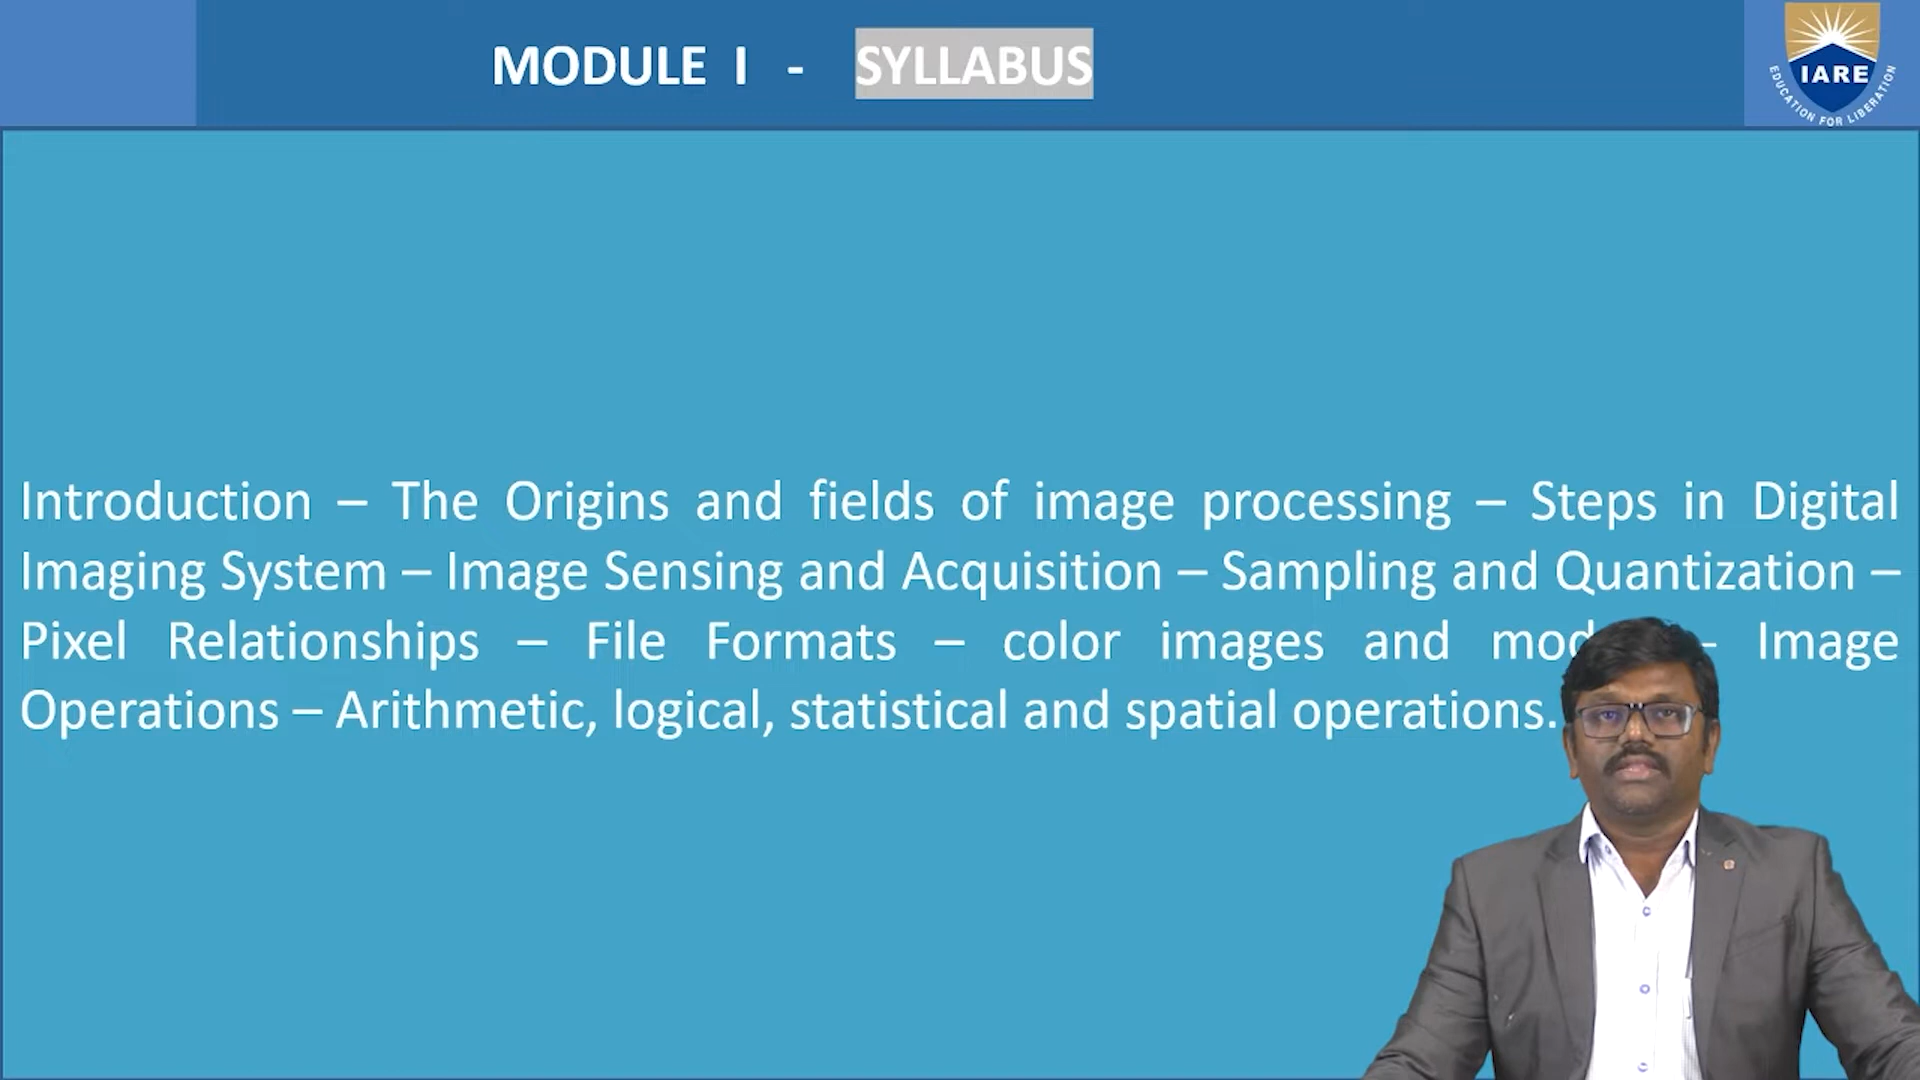 MODULE I - SYLLABUS
IARE
EDUCATION FOR LIBERATION
Introduction – The Origins and fields of image processing – Steps in Digital
Imaging System – Image Sensing and Acquisition – Sampling and Quantization –
Pixel Relationships – File Formats – color images and – Image
Operations – Arithmetic, logical, statistical and spatial operations.